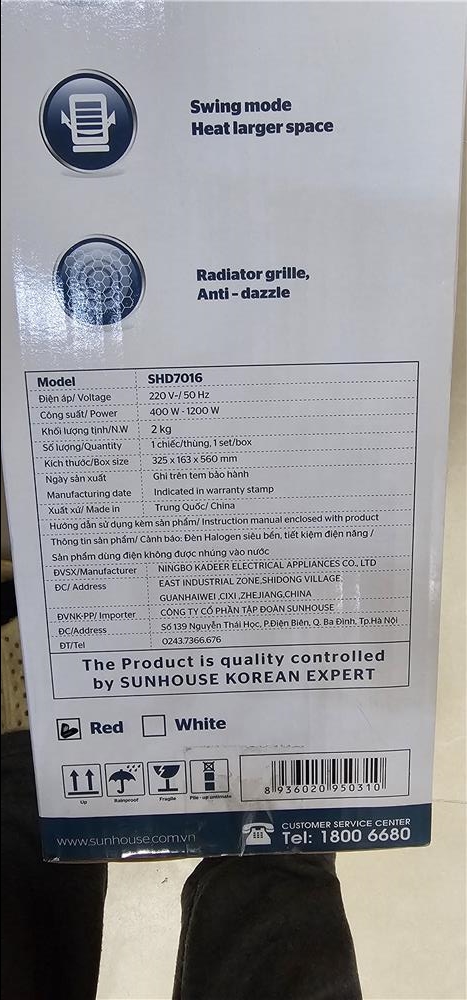 Swing mode
Heat larger space
Radiator grille,
Anti - dazzle
Model SHD7016
Điện áp/ Voltage 220 V~/ 50 Hz
Công suất/ Power 400 W - 1200 W
Khối lượng tịnh/N.W 2 kg
Số lượng/Quantity 1 chiếc/thùng, 1 set/box
Kích thước/Box size 325 x 163 x 560 mm
Ngày sản xuất Ghi trên tem bảo hành
Manufacturing date Indicated in warranty stamp
Xuất xứ/ Made in Trung Quốc/ China
Hướng dẫn sử dụng kèm sản phẩm/ Instruction manual enclosed with product
Thông tin sản phẩm/ Cảnh báo: Đèn Halogen siêu bền, tiết kiệm điện năng /
Sản phẩm dùng điện không được nhúng vào nước
ĐVSX/Manufacturer NINGBO KADEER ELECTRICAL APPLIANCES CO., LTD
ĐC/ Address EAST INDUSTRIAL ZONE,SHIDONG VILLAGE,
GUANHAIWEI ,CIXI ,ZHEJIANG,CHINA
ĐVNK-PP/ Importer CÔNG TY CỔ PHẦN TẬP ĐOÀN SUNHOUSE
ĐC/Address Số 139 Nguyễn Thái Học, P.Điện Biên, Q. Ba Đình, Tp.Hà Nội
ĐT/Tel 0243.7366.676
The Product is quality controlled
by SUNHOUSE KOREAN EXPERT
Red White
Up Rainproof Fragile Pile - up ontimate
8 936020 950310
www.sunhouse.com.vn
CUSTOMER SERVICE CENTER
Tel: 1800 6680